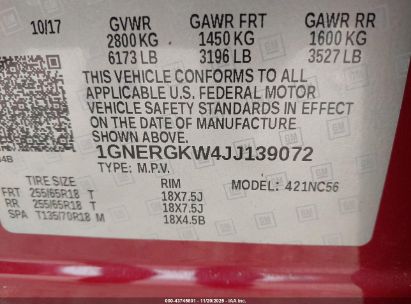 10/17 GVWR GAWR FRT GAWR RR
2800 KG 1450 KG 1600 KG
6173 LB 3196 LB 3527 LB
THIS VEHICLE CONFORMS TO ALL
APPLICABLE U.S. FEDERAL MOTOR
VEHICLE SAFETY STANDARDS IN EFFECT
ON THE DATE OF MANUFACTURE
SHOWN ABOVE.
1GNERGKW4JJ139072
TYPE: M.P.V. MODEL: 421NC56
TIRE SIZE RIM
FRT 255/65R18 T 18X7.5J
RR 255/65R18 T 18X7.5J
SPA T135/70R18 M 18X4.5B